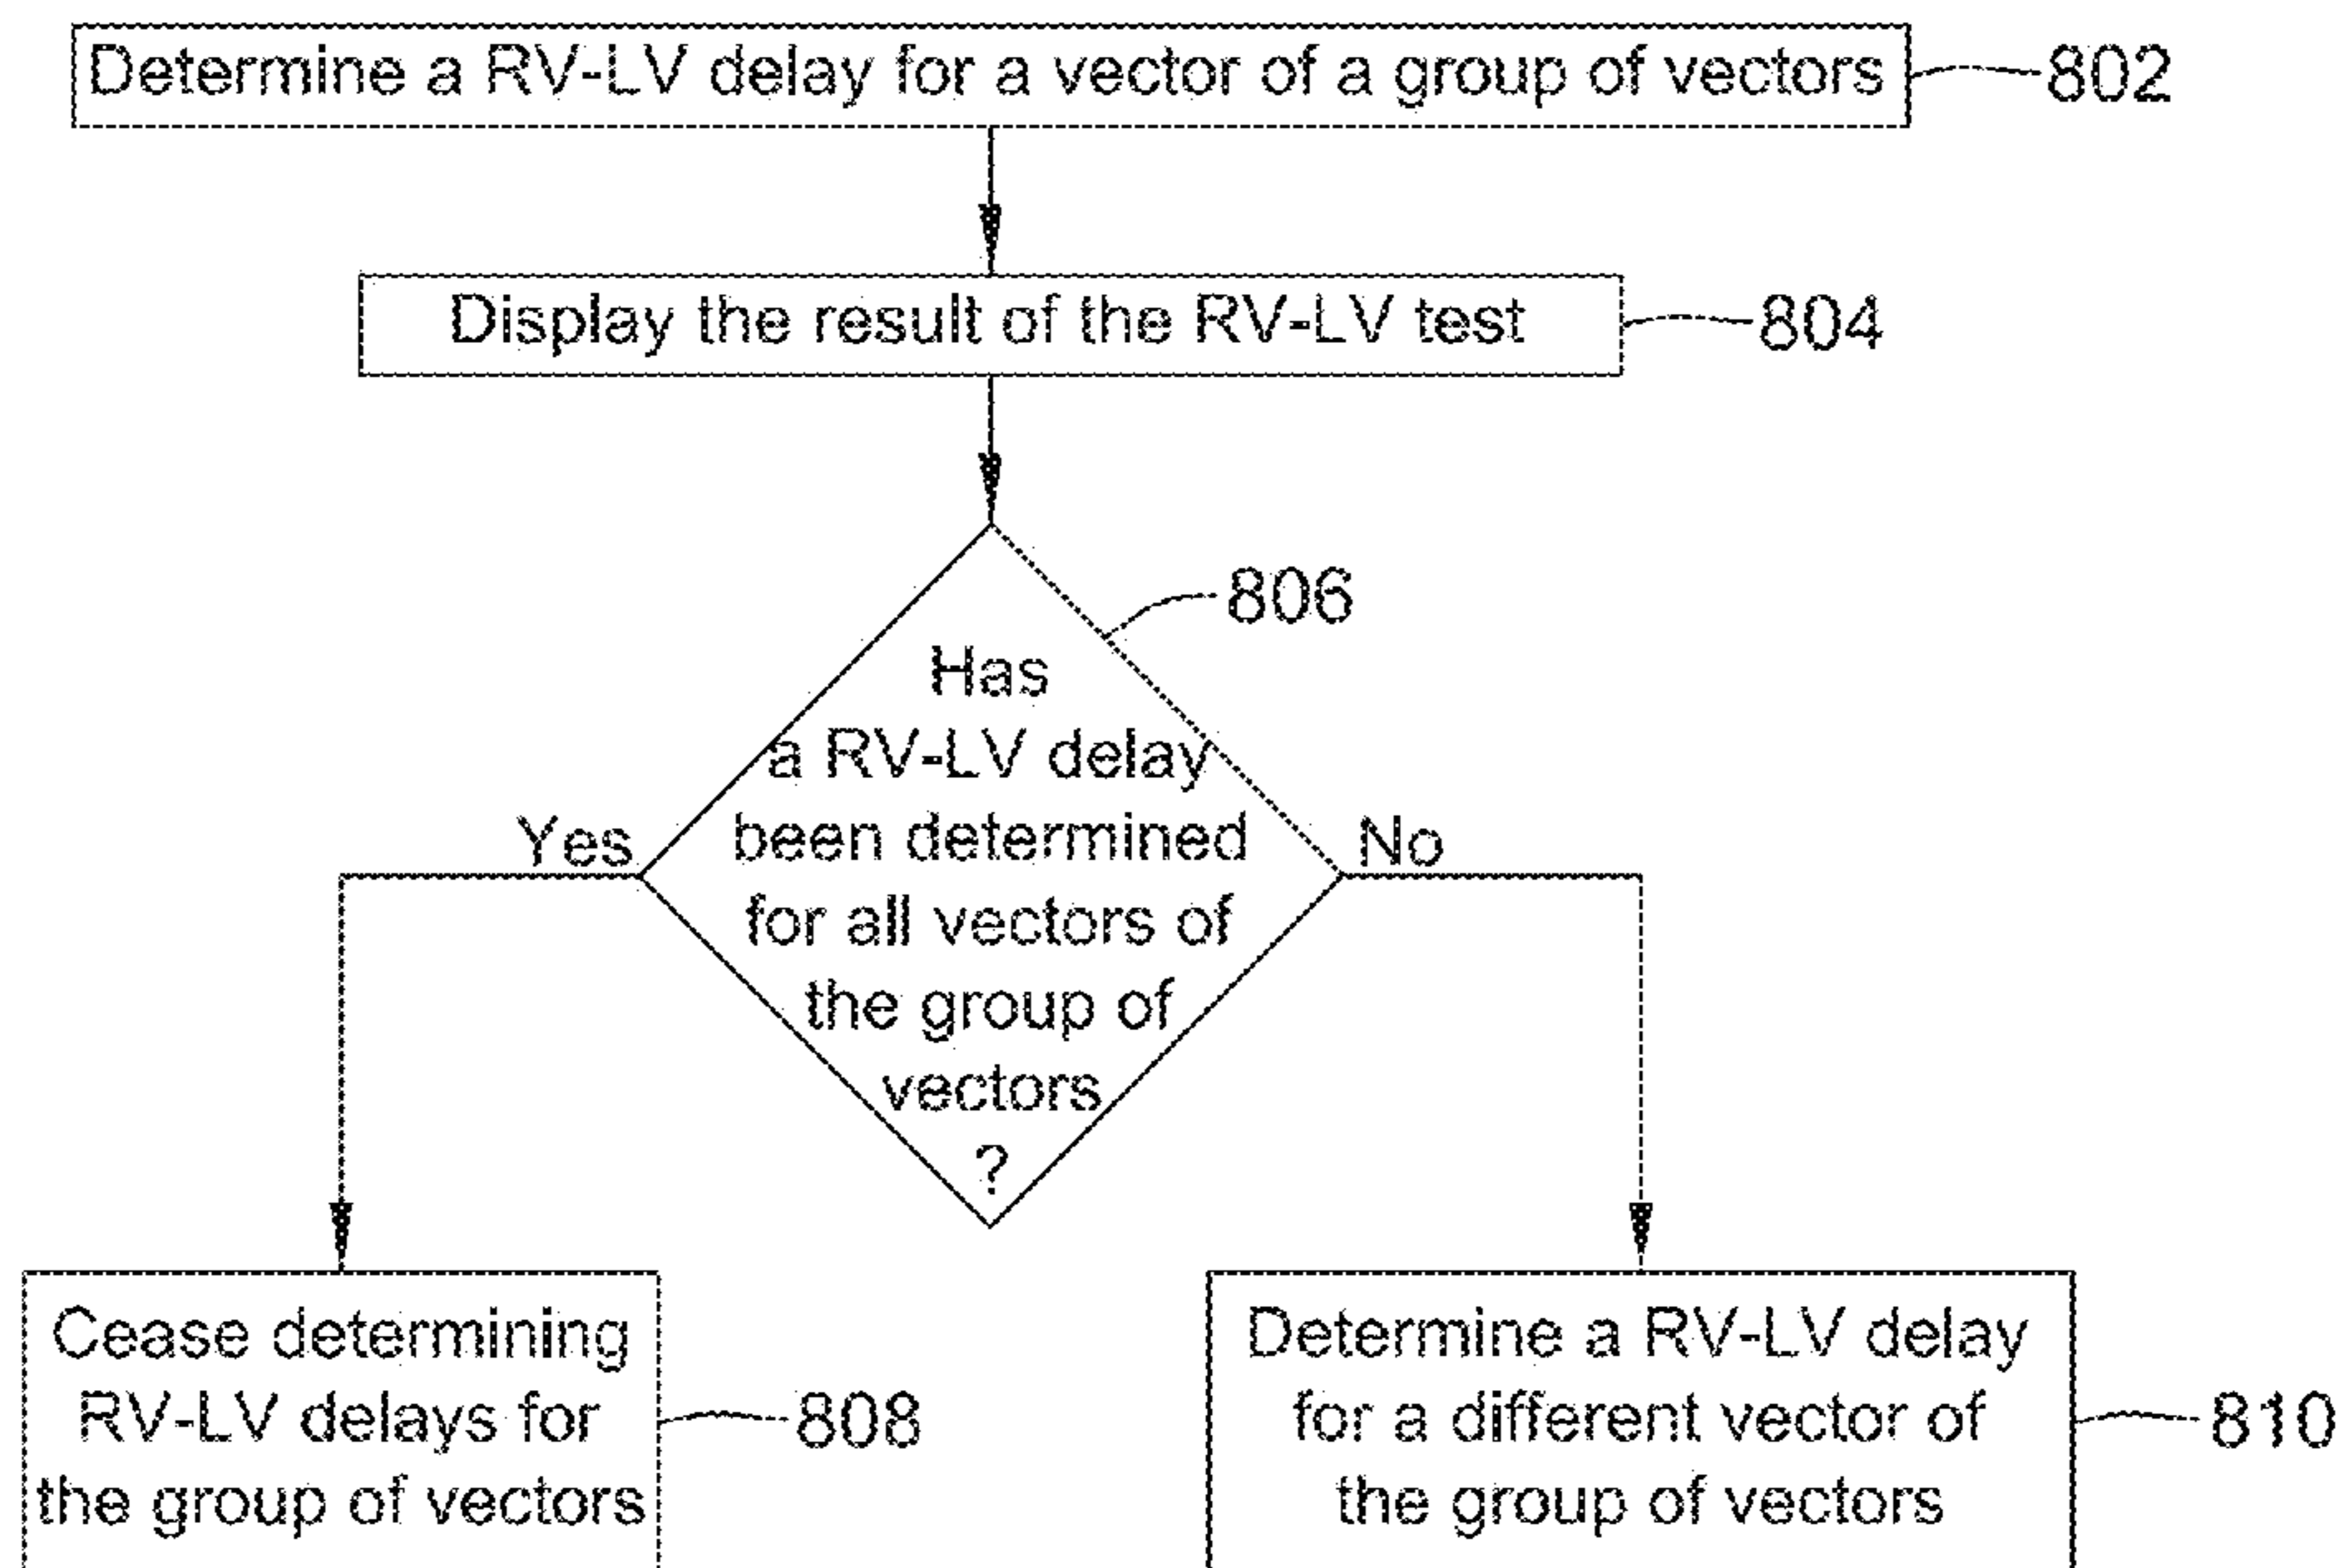 Determine a RV-LV delay for a vector of a group of vectors
802
Display the result of the RV-LV test
804
806
Has
a RV-LV delay
been determined
for all vectors of
the group of
vectors
?
Yes
No
Cease determining
RV-LV delays for
the group of vectors
808
Determine a RV-LV delay
for a different vector of
the group of vectors
810